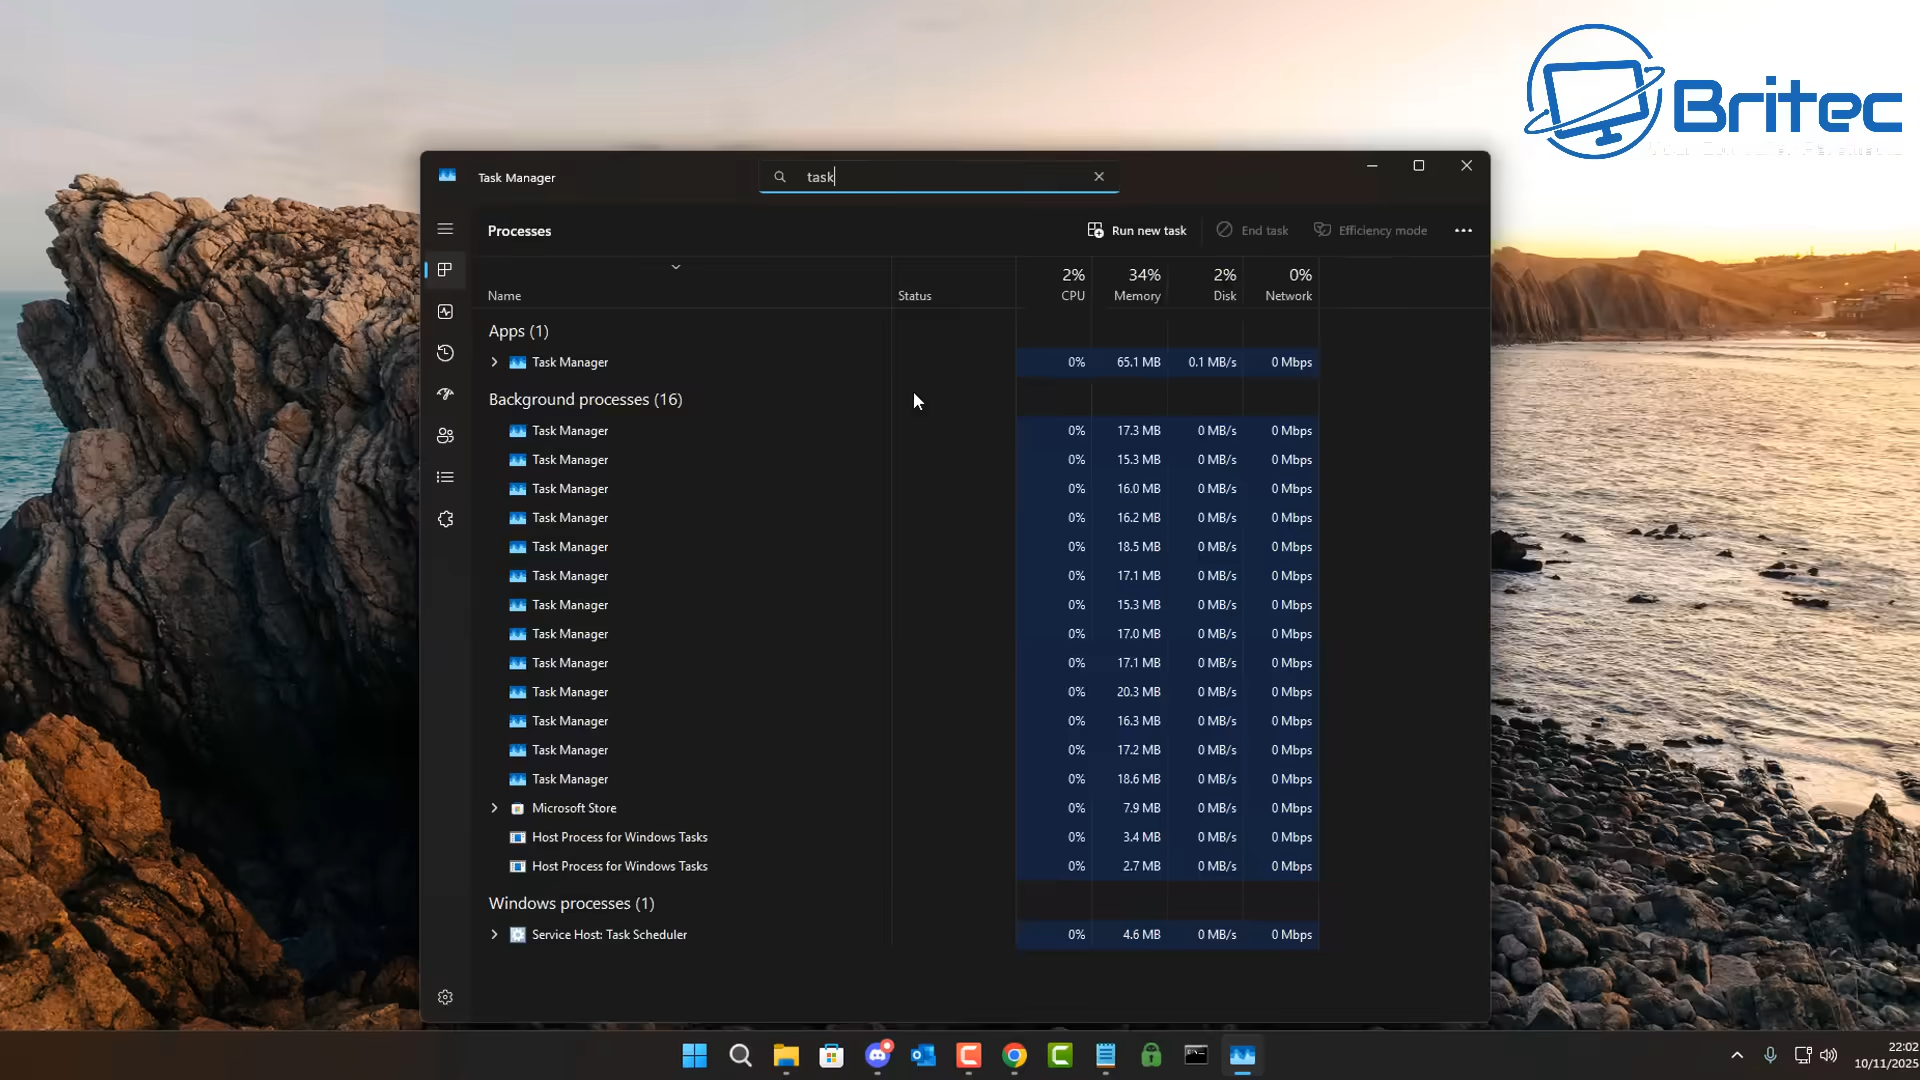 Britec
Task Manager
task
Processes
Run new task
End task
Efficiency mode
Name
Status
2%
CPU
34%
Memory
2%
Disk
0%
Network
Apps (1)
Task Manager 0% 65.1 MB 0.1 MB/s 0 Mbps
Background processes (16)
Task Manager 0% 17.3 MB 0 MB/s 0 Mbps
Task Manager 0% 15.3 MB 0 MB/s 0 Mbps
Task Manager 0% 16.0 MB 0 MB/s 0 Mbps
Task Manager 0% 16.2 MB 0 MB/s 0 Mbps
Task Manager 0% 18.5 MB 0 MB/s 0 Mbps
Task Manager 0% 17.1 MB 0 MB/s 0 Mbps
Task Manager 0% 15.3 MB 0 MB/s 0 Mbps
Task Manager 0% 17.0 MB 0 MB/s 0 Mbps
Task Manager 0% 17.1 MB 0 MB/s 0 Mbps
Task Manager 0% 20.3 MB 0 MB/s 0 Mbps
Task Manager 0% 16.3 MB 0 MB/s 0 Mbps
Task Manager 0% 17.2 MB 0 MB/s 0 Mbps
Task Manager 0% 18.6 MB 0 MB/s 0 Mbps
Microsoft Store 0% 7.9 MB 0 MB/s 0 Mbps
Host Process for Windows Tasks 0% 3.4 MB 0 MB/s 0 Mbps
Host Process for Windows Tasks 0% 2.7 MB 0 MB/s 0 Mbps
Windows processes (1)
Service Host: Task Scheduler 0% 4.6 MB 0 MB/s 0 Mbps
22:02
10/11/2025